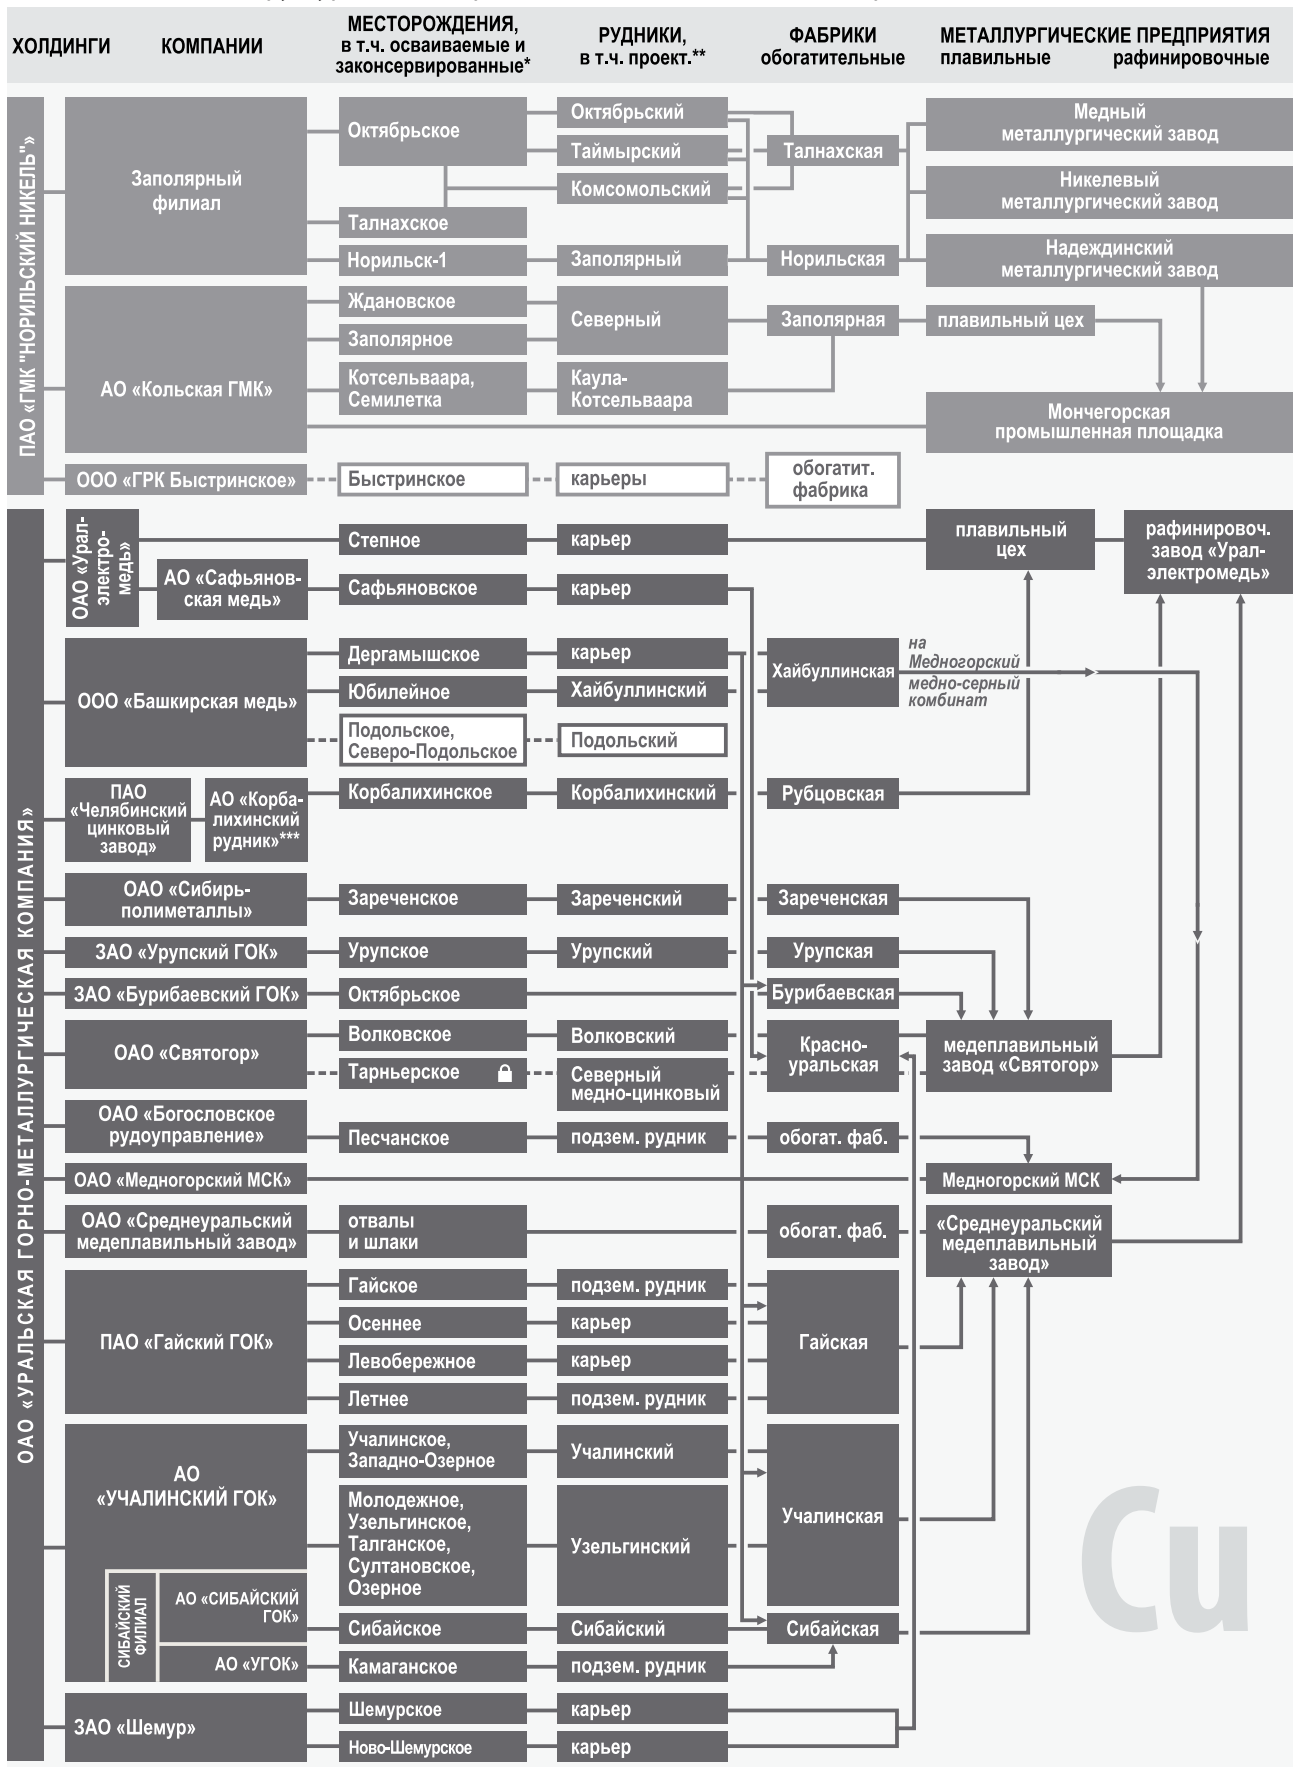 ХОЛДИНГИ
КОМПАНИИ
МЕСТОРОЖДЕНИЯ,
в т.ч. осваиваемые и
законсервированные*
РУДНИКИ,
в т.ч. проект.**
ФАБРИКИ
обогатительные
МЕТАЛЛУРГИЧЕСКИЕ ПРЕДПРИЯТИЯ
плавильные
рафинировочные
ПАО «ГМК "НОРИЛЬСКИЙ НИКЕЛЬ"»
Заполярный
филиал
Октябрьское
Талнахское
Норильск-1
Октябрьский
Таймырский
Комсомольский
Заполярный
Талнахская
Норильская
Медный
металлургический завод
Никелевый
металлургический завод
Надеждинский
металлургический завод
АО «Кольская ГМК»
Ждановское
Заполярное
Котсельваара,
Семилетка
Северный
Каула-
Котсельваара
Заполярная
плавильный цех
Мончегорская
промышленная площадка
ООО «ГРК Быстринское»
Быстринское
карьеры
обогатит.
фабрика
ОАО «УРАЛЬСКАЯ ГОРНО-МЕТАЛЛУРГИЧЕСКАЯ КОМПАНИЯ»
ОАО «Урал-
электро-
медь»
Степное
карьер
плавильный
цех
рафинировоч.
завод «Урал-
электромедь»
АО «Сафьянов-
ская медь»
Сафьяновское
карьер
ООО «Башкирская медь»
Дергамышское
карьер
Юбилейное
Хайбуллинский
Подольское,
Северо-Подольское
Подольский
Хайбуллинская
на
Медногорский
медно-серный
комбинат
ПАО
«Челябинский
цинковый
завод»
АО «Корба-
лихинский
рудник»***
Корбалихинское
Корбалихинский
Рубцовская
ОАО «Сибирь-
полиметаллы»
Зареченское
Зареченский
Зареченская
ЗАО «Урупский ГОК»
Урупское
Урупский
Урупская
ЗАО «Бурибаевский ГОК»
Октябрьское
Бурибаевская
ОАО «Святогор»
Волковское
Волковский
Тарньерское
Северный
медно-цинковый
Красно-
уральская
медеплавильный
завод «Святогор»
ОАО «Богословское
рудоуправление»
Песчанское
подзем. рудник
обогат. фаб.
ОАО «Медногорский МСК»
Медногорский МСК
ОАО «Среднеуральский
медеплавильный завод»
отвалы
и шлаки
обогат. фаб.
«Среднеуральский
медеплавильный
завод»
ПАО «Гайский ГОК»
Гайское
подзем. рудник
Осеннее
карьер
Левобережное
карьер
Летнее
подзем. рудник
Гайская
АО
«УЧАЛИНСКИЙ ГОК»
Учалинское,
Западно-Озерное
Учалинский
Молодежное,
Узельгинское,
Талганское,
Султановское,
Озерное
Узельгинский
Учалинская
СИБАЙСКИЙ
ФИЛИАЛ
АО «СИБАЙСКИЙ
ГОК»
Сибайское
Сибайский
Сибайская
АО «УГОК»
Камаганское
подзем. рудник
ЗАО «Шемур»
Шемурское
карьер
Ново-Шемурское
карьер
Cu